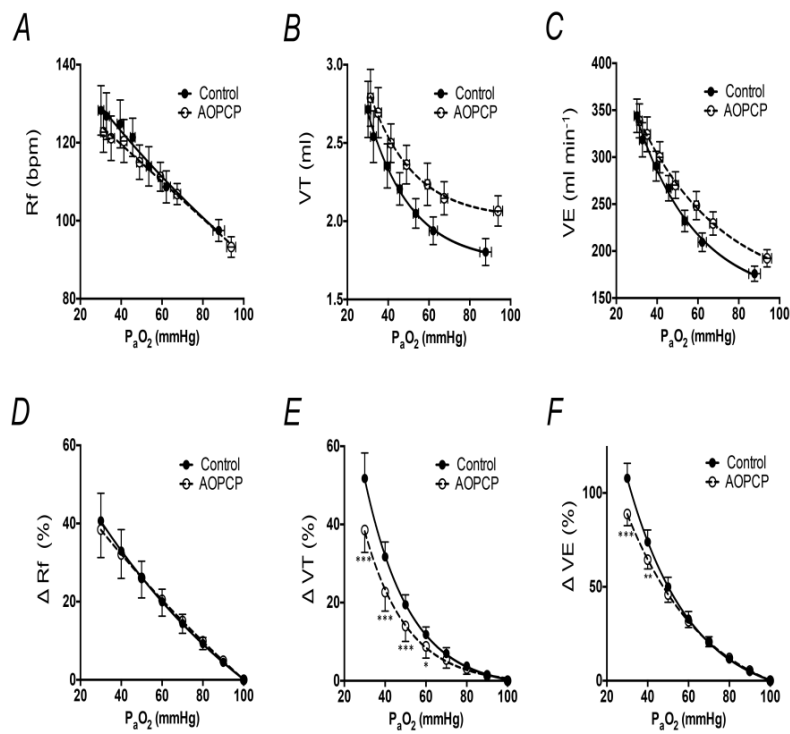 A
B
C
Control
AOPCP
Rf (bpm)
140
120
100
80
20 40 60 80 100
PaO2 (mmHg)
Control
AOPCP
VT (ml)
3.0
2.6
2.0
1.5
20 40 60 80 100
PaO2 (mmHg)
Control
AOPCP
VE (ml min⁻¹)
400
350
300
250
200
150
20 40 60 80 100
PaO2 (mmHg)
D
E
F
Control
AOPCP
Δ Rf (%)
60
40
20
0
20 40 60 80 100
PaO2 (mmHg)
Control
AOPCP
Δ VT (%)
60
40
20
0
***
***
***
*
20 40 60 80 100
PaO2 (mmHg)
Control
AOPCP
Δ VE (%)
100
50
0
***
**
20 40 60 80 100
PaO2 (mmHg)